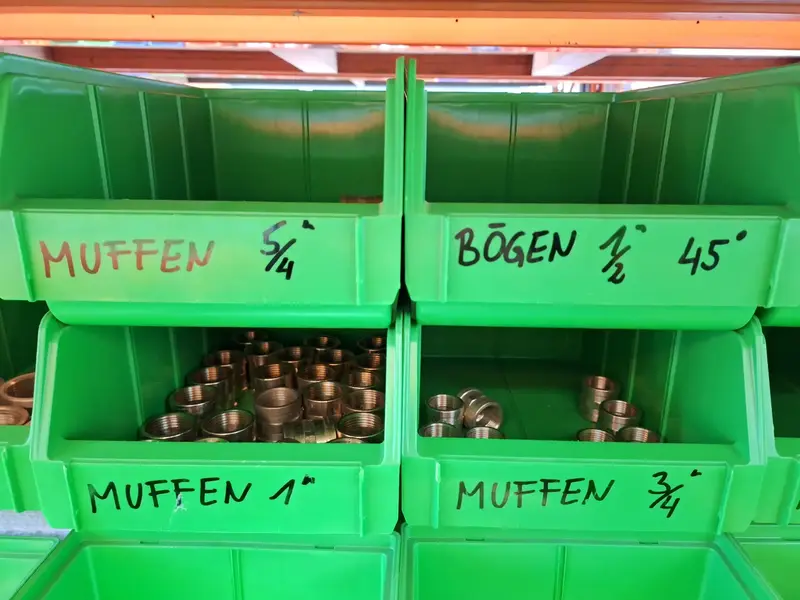 MUFFEN 5/4"
BÖGEN 1/2" 45°
MUFFEN 1"
MUFFEN 3/4"